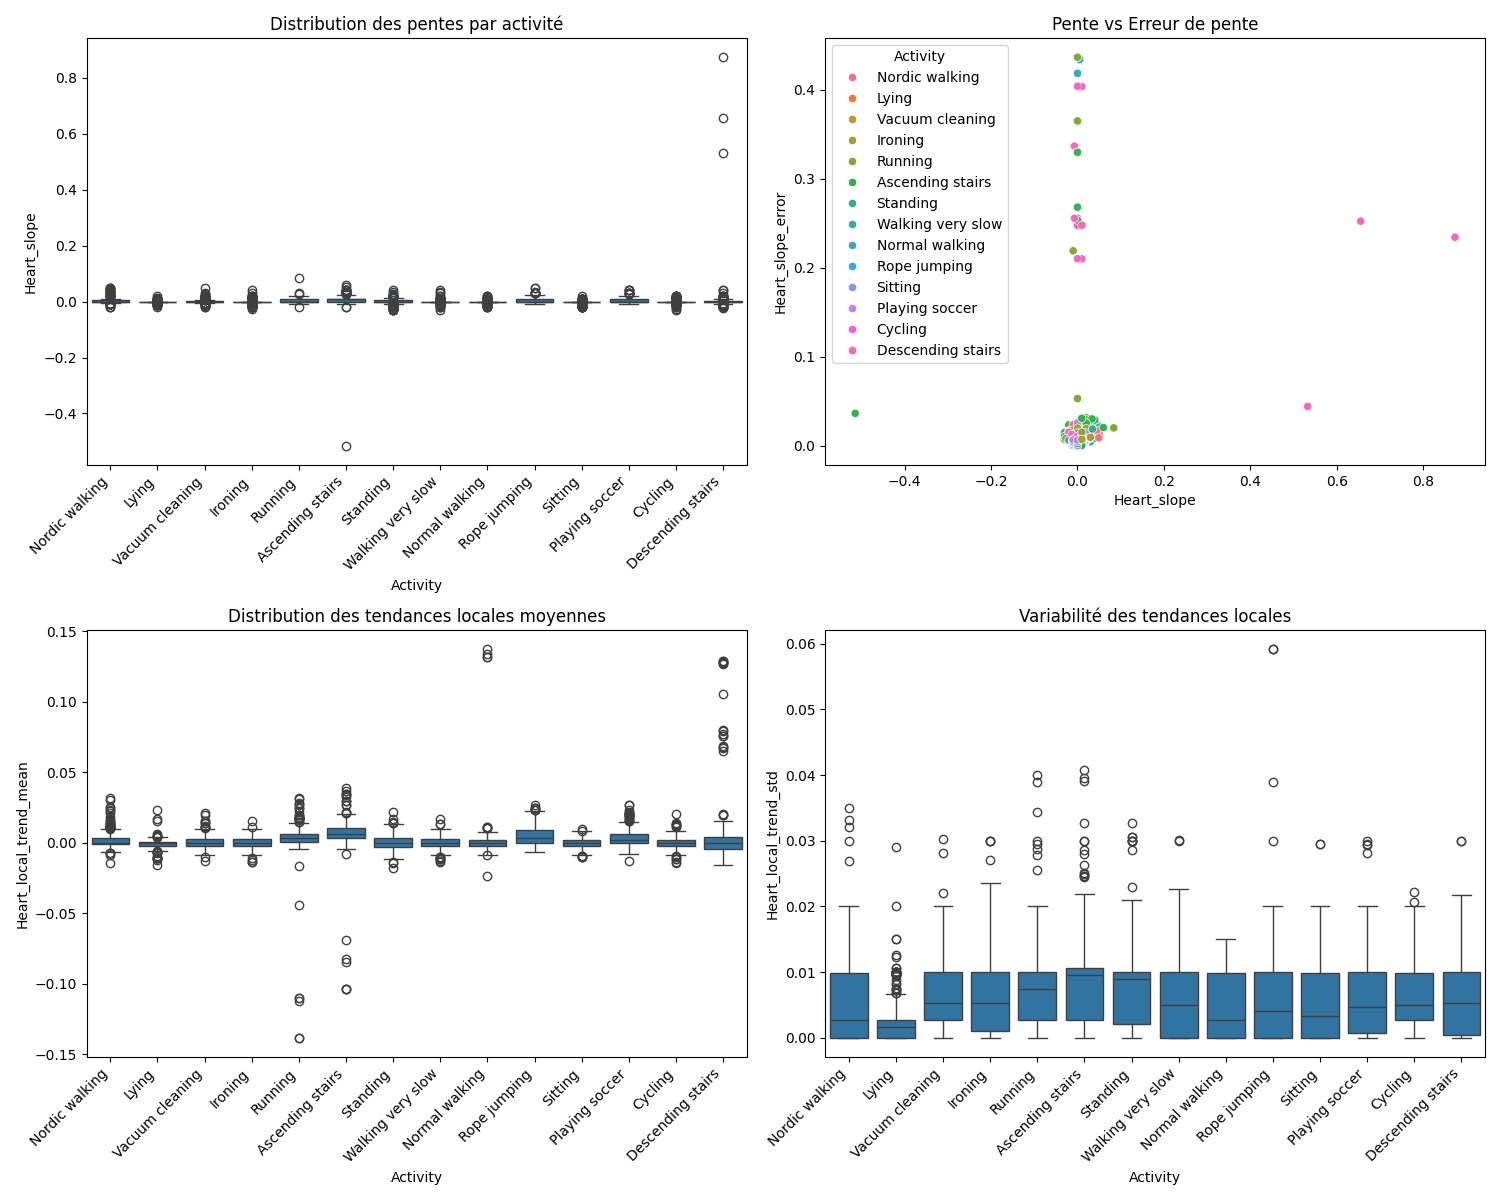 Distribution des pentes par activité
Heart_slope
0.8
0.6
0.4
0.2
0.0
−0.2
−0.4
Nordic walking
Lying
Vacuum cleaning
Ironing
Running
Ascending stairs
Standing
Walking very slow
Normal walking
Rope jumping
Sitting
Playing soccer
Cycling
Descending stairs
Activity
Pente vs Erreur de pente
Heart_slope_error
0.4
0.3
0.2
0.1
0.0
Activity
Nordic walking
Lying
Vacuum cleaning
Ironing
Running
Ascending stairs
Standing
Walking very slow
Normal walking
Rope jumping
Sitting
Playing soccer
Cycling
Descending stairs
−0.4
−0.2
0.0
0.2
0.4
0.6
0.8
Heart_slope
Distribution des tendances locales moyennes
Heart_local_trend_mean
0.15
0.10
0.05
0.00
−0.05
−0.10
−0.15
Nordic walking
Lying
Vacuum cleaning
Ironing
Running
Ascending stairs
Standing
Walking very slow
Normal walking
Rope jumping
Sitting
Playing soccer
Cycling
Descending stairs
Activity
Variabilité des tendances locales
Heart_local_trend_std
0.06
0.05
0.04
0.03
0.02
0.01
0.00
Nordic walking
Lying
Vacuum cleaning
Ironing
Running
Ascending stairs
Standing
Walking very slow
Normal walking
Rope jumping
Sitting
Playing soccer
Cycling
Descending stairs
Activity